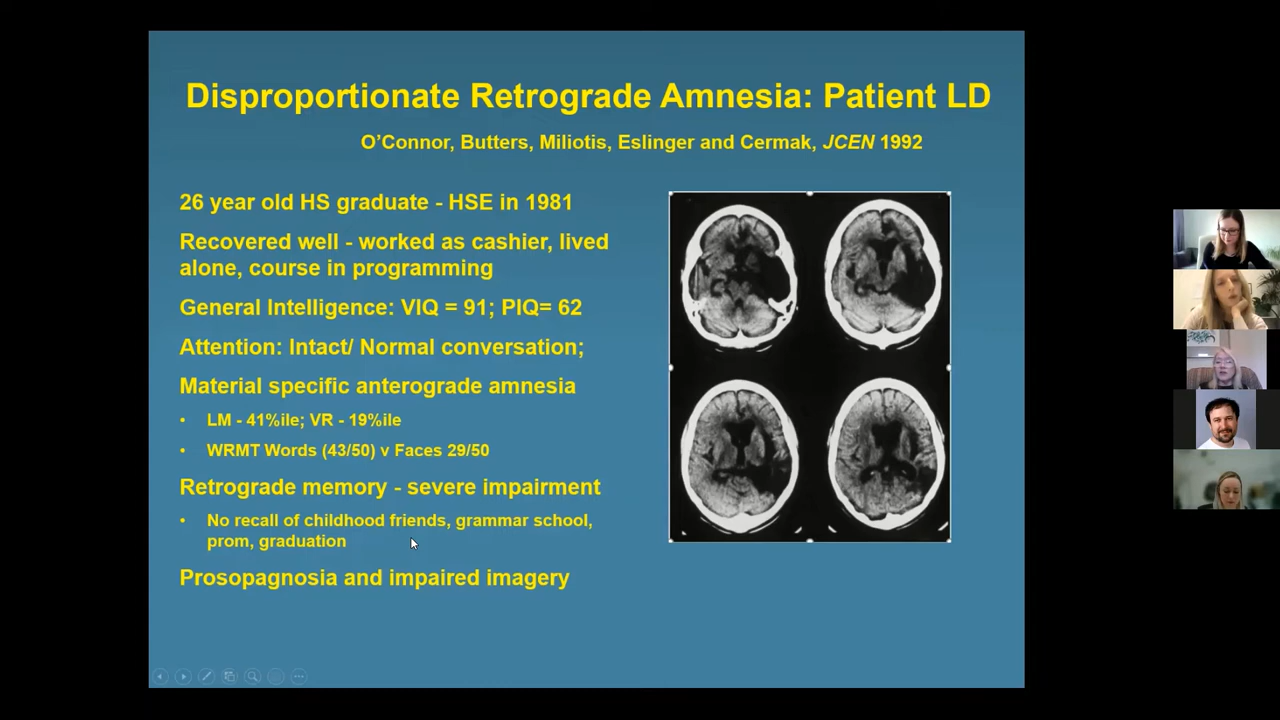 Disproportionate Retrograde Amnesia: Patient LD
O’Connor, Butters, Miliotis, Eslinger and Cermak, JCEN 1992
26 year old HS graduate - HSE in 1981
Recovered well - worked as cashier, lived
alone, course in programming
General Intelligence: VIQ = 91; PIQ= 62
Attention: Intact/ Normal conversation;
Material specific anterograde amnesia
• LM - 41%ile; VR - 19%ile
• WRMT Words (43/50) v Faces 29/50
Retrograde memory - severe impairment
• No recall of childhood friends, grammar school,
prom, graduation
Prosopagnosia and impaired imagery